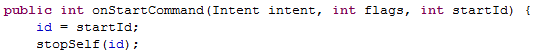 public int onStartCommand(Intent intent, int flags, int startId) {
    id = startId;
    stopSelf(id);